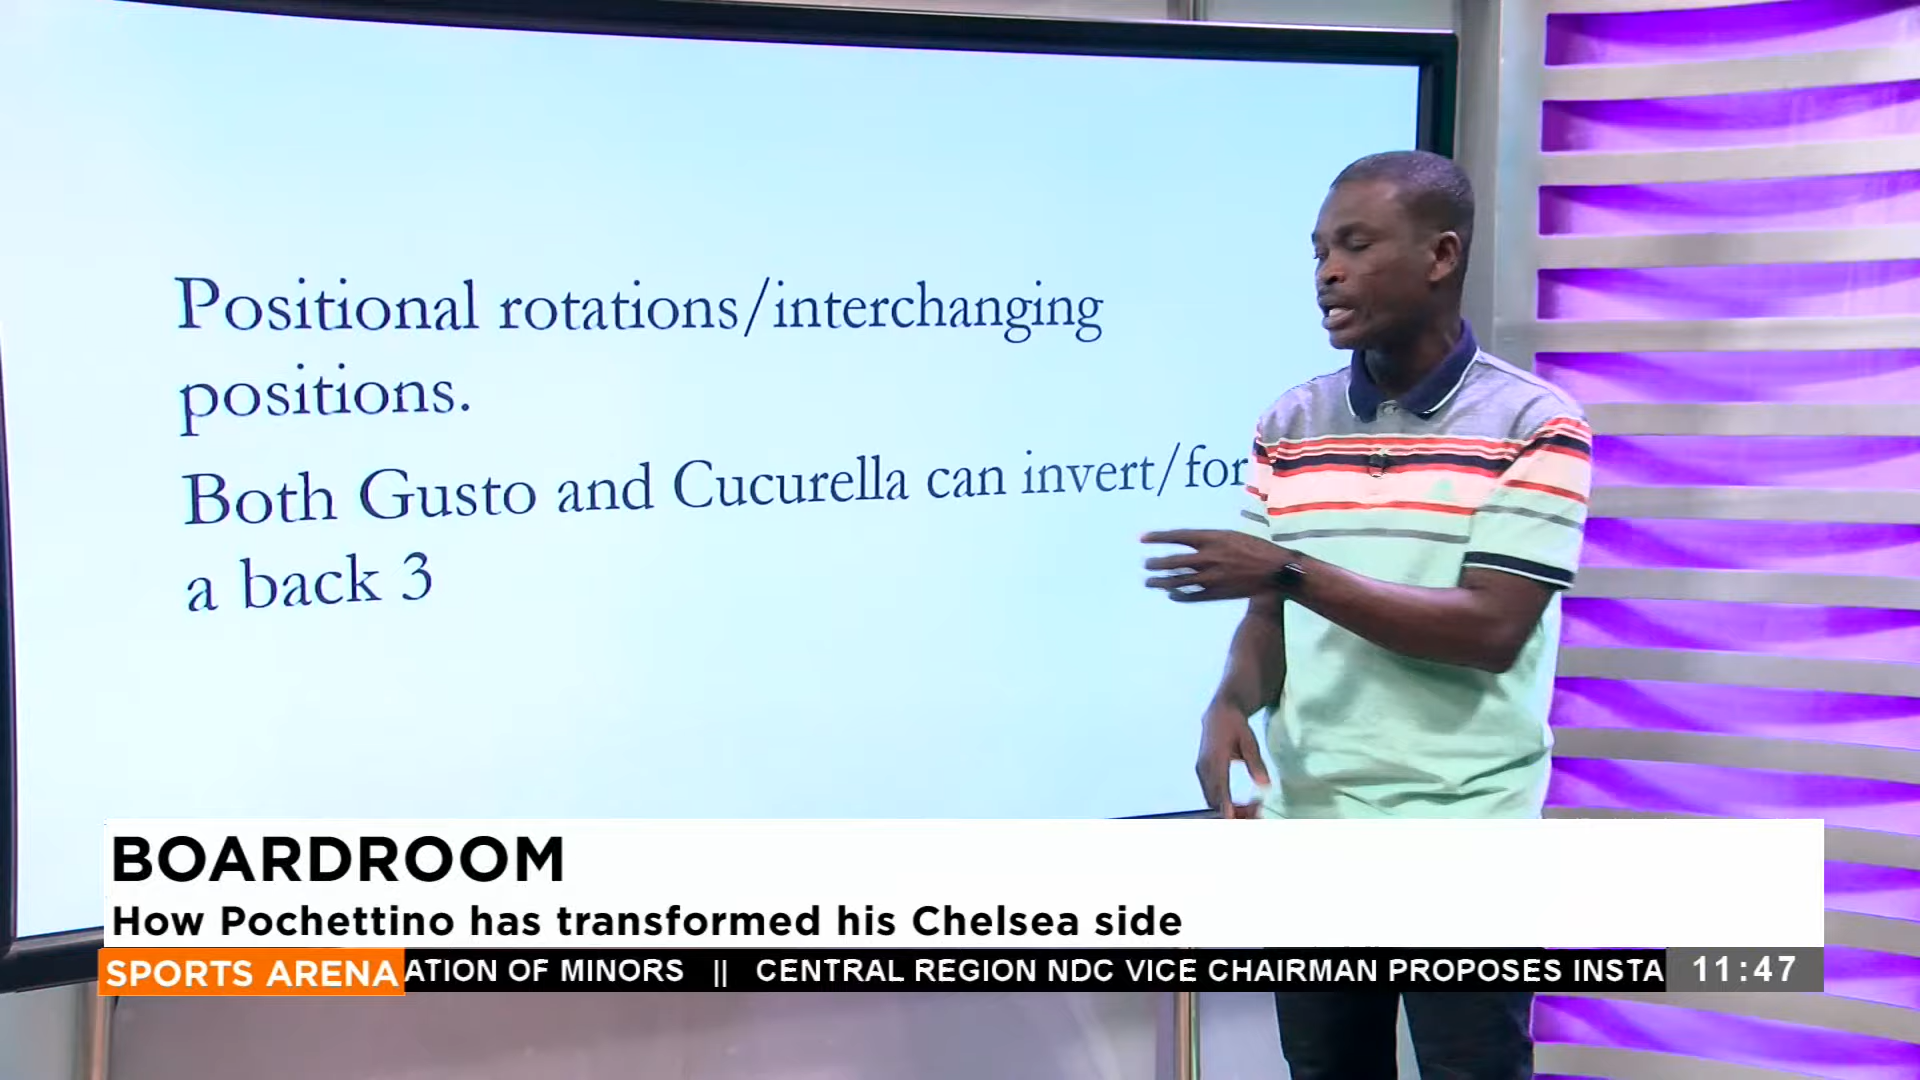 Positional rotations/interchanging
positions.
Both Gusto and Cucurella can invert/for
a back 3
BOARDROOM
How Pochettino has transformed his Chelsea side
SPORTS ARENA
ATION OF MINORS || CENTRAL REGION NDC VICE CHAIRMAN PROPOSES INSTA
11:47